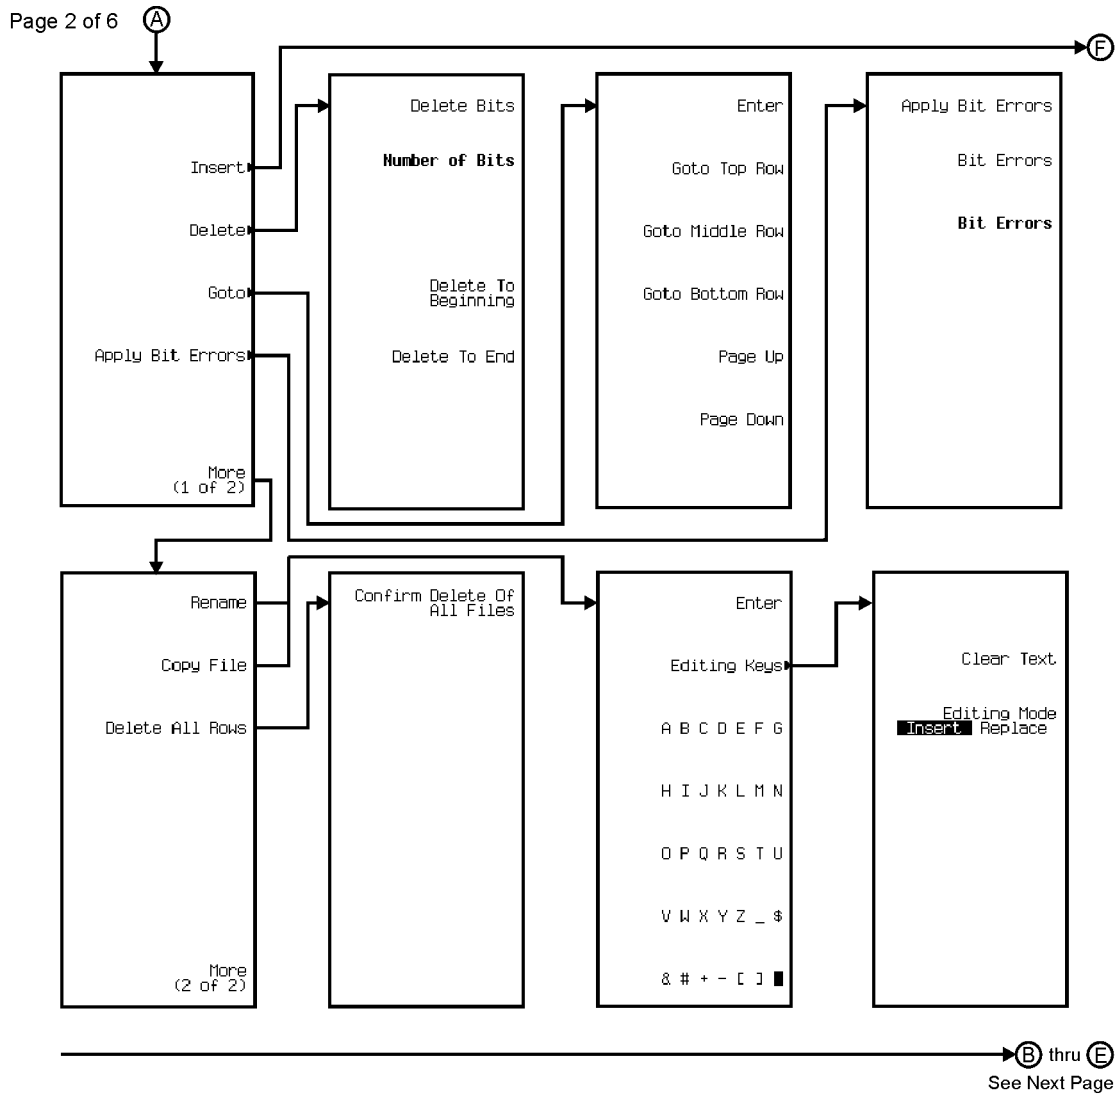 Page 2 of 6
A
F
Insert
Delete
Goto
Apply Bit Errors
More
(1 of 2)
Delete Bits
Number of Bits
Delete To
Beginning
Delete To End
Enter
Goto Top Row
Goto Middle Row
Goto Bottom Row
Page Up
Page Down
Apply Bit Errors
Bit Errors
Bit Errors
Rename
Copy File
Delete All Rows
More
(2 of 2)
Confirm Delete Of
All Files
Enter
Editing Keys
A B C D E F G
H I J K L M N
O P Q R S T U
V W X Y Z _ $
& # + - [ ]
Clear Text
Editing Mode
Insert Replace
B thru E
See Next Page